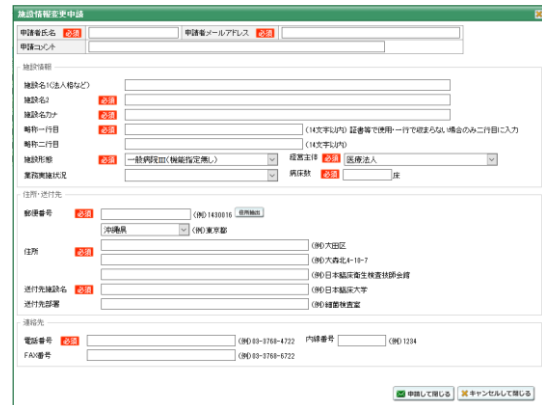 施設情報変更申請
申請者氏名 必須 申請者メールアドレス 必須
申請コメント
施設情報
施設名1(法人格など)
施設名2 必須
施設名カナ 必須
略称一行目 必須 (14文字以内) 証書等で使用・一行で収まらない場合のみ二行目に入力
略称二行目 (14文字以内)
施設形態 必須 一般病院III(機能指定無し) 経営主体 必須 医療法人
業務実施状況 病床数 必須 床
住所・送付先
郵便番号 必須 (例)1430016 住所抽出
沖縄県 (例)東京都
住所 必須 (例)大田区
(例)大森北4-10-7
(例)日本臨床衛生検査技師会館
送付先施設名 必須 (例)日本臨床大学
送付先部署 (例)細菌検査室
連絡先
電話番号 必須 (例)03-3768-4722 内線番号 (例)1234
FAX番号 (例)03-3768-6722
申請して閉じる キャンセルして閉じる